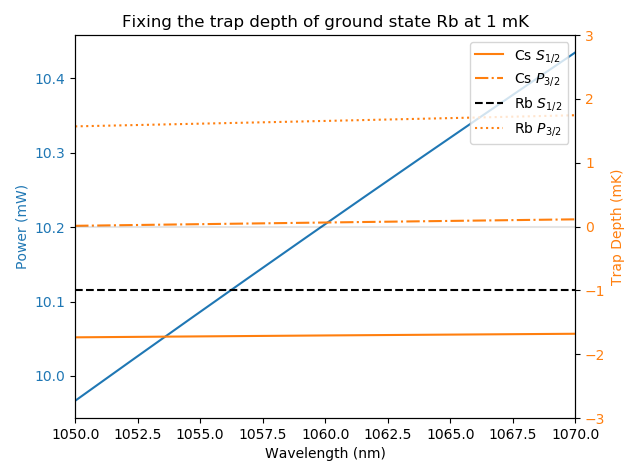 Fixing the trap depth of ground state Rb at 1 mK
Cs S1/2
Cs P3/2
Rb S1/2
Rb P3/2
10.4
10.3
10.2
10.1
10.0
Power (mW)
3
2
1
0
−1
−2
−3
Trap Depth (mK)
1050.0 1052.5 1055.0 1057.5 1060.0 1062.5 1065.0 1067.5 1070.0
Wavelength (nm)